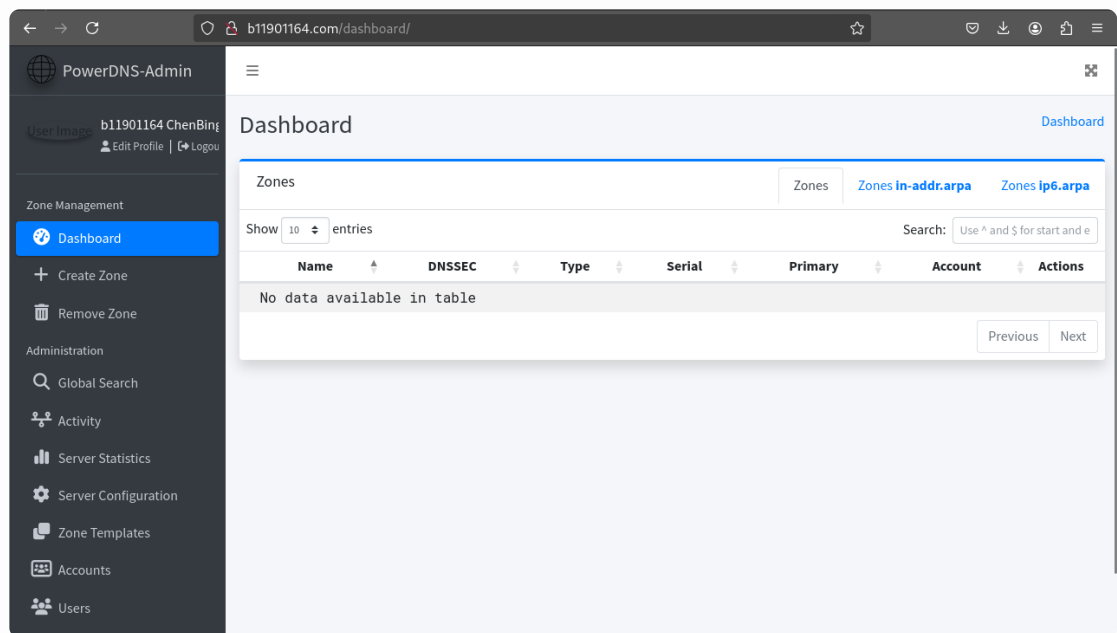 b11901164.com/dashboard/
PowerDNS-Admin
User Image
b11901164 ChenBing
Edit Profile | Logou
Zone Management
Dashboard
Create Zone
Remove Zone
Administration
Global Search
Activity
Server Statistics
Server Configuration
Zone Templates
Accounts
Users
Dashboard
Dashboard
Zones
Zones Zones in-addr.arpa Zones ip6.arpa
Show 10 entries
Search: Use ^ and $ for start and e
Name DNSSEC Type Serial Primary Account Actions
No data available in table
Previous Next